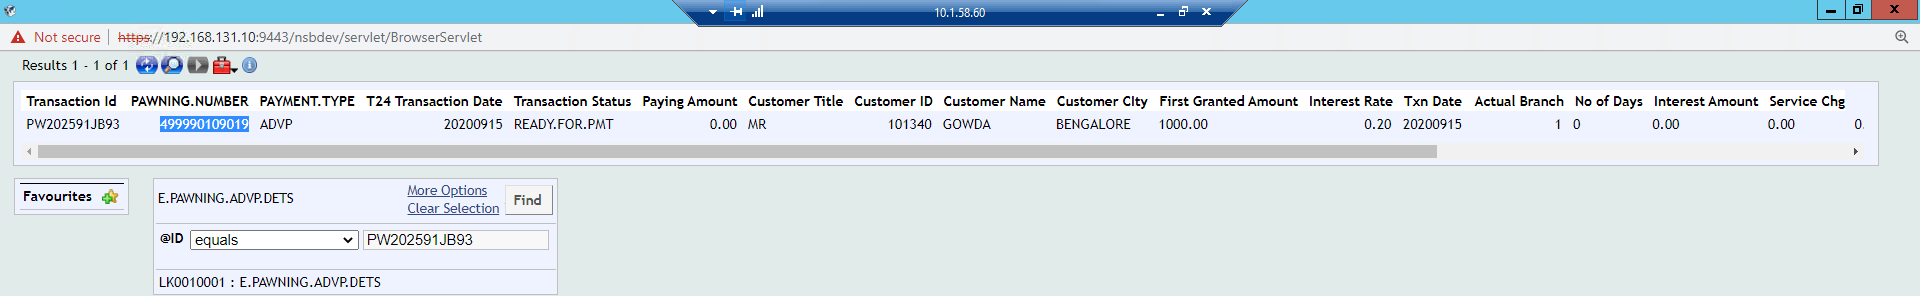 10.1.58.60
Not secure | https://192.168.131.10:9443/nsbdev/servlet/BrowserServlet
Results 1 - 1 of 1
Transaction Id PAWNING.NUMBER PAYMENT.TYPE T24 Transaction Date Transaction Status Paying Amount Customer Title Customer ID Customer Name Customer CIty First Granted Amount Interest Rate Txn Date Actual Branch No of Days Interest Amount Service Chg
PW202591JB93 499990109019 ADVP 20200915 READY.FOR.PMT 0.00 MR 101340 GOWDA BENGALORE 1000.00 0.20 20200915 1 0 0.00 0.00 0.
Favourites
E.PAWNING.ADVP.DETS
More Options
Clear Selection
Find
@ID equals PW202591JB93
LK0010001 : E.PAWNING.ADVP.DETS